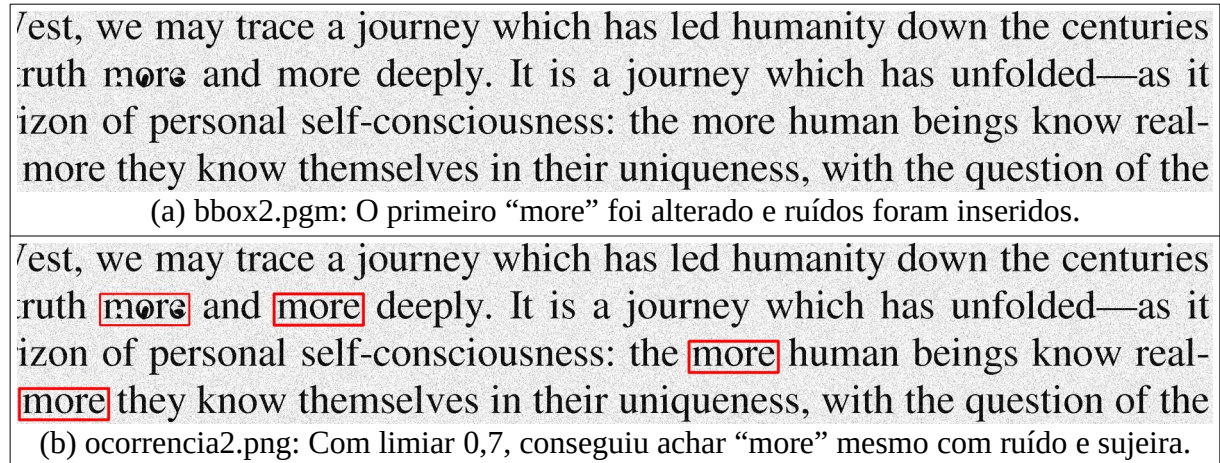 est, we may trace a journey which has led humanity down the centuries
ruth more and more deeply. It is a journey which has unfolded—as it
izon of personal self-consciousness: the more human beings know real-
more they know themselves in their uniqueness, with the question of the
(a) bbox2.pgm: O primeiro “more” foi alterado e ruídos foram inseridos.
est, we may trace a journey which has led humanity down the centuries
ruth more and more deeply. It is a journey which has unfolded—as it
izon of personal self-consciousness: the more human beings know real-
more they know themselves in their uniqueness, with the question of the
(b) ocorrencia2.png: Com limiar 0,7, conseguiu achar “more” mesmo com ruído e sujeira.